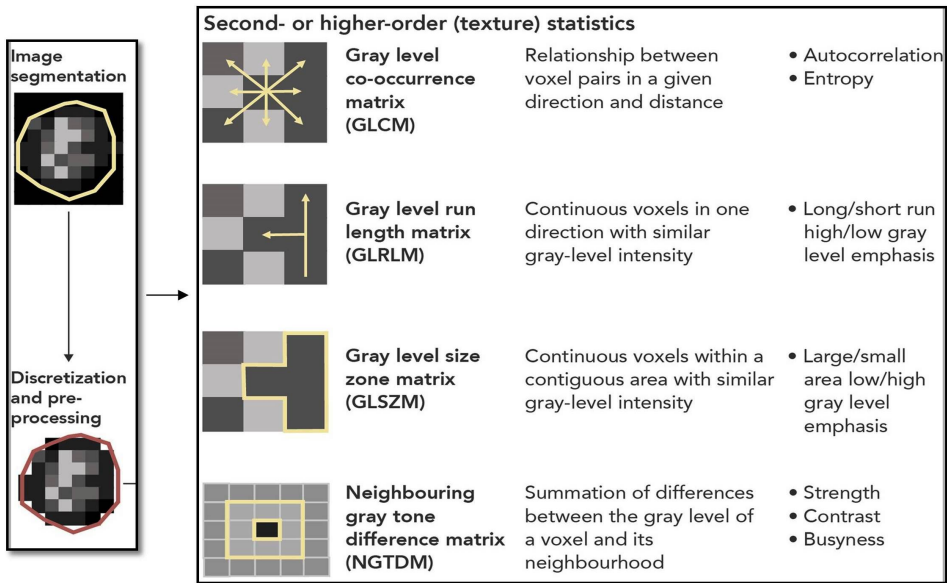 Image
segmentation
Discretization
and pre-
processing
Second- or higher-order (texture) statistics
Gray level
co-occurrence
matrix
(GLCM)
Relationship between
voxel pairs in a given
direction and distance
• Autocorrelation
• Entropy
Gray level run
length matrix
(GLRLM)
Continuous voxels in one
direction with similar
gray-level intensity
• Long/short run
high/low gray
level emphasis
Gray level size
zone matrix
(GLSZM)
Continuous voxels within a
contiguous area with similar
gray-level intensity
• Large/small
area low/high
gray level
emphasis
Neighbouring
gray tone
difference matrix
(NGTDM)
Summation of differences
between the gray level of
a voxel and its
neighbourhood
• Strength
• Contrast
• Busyness